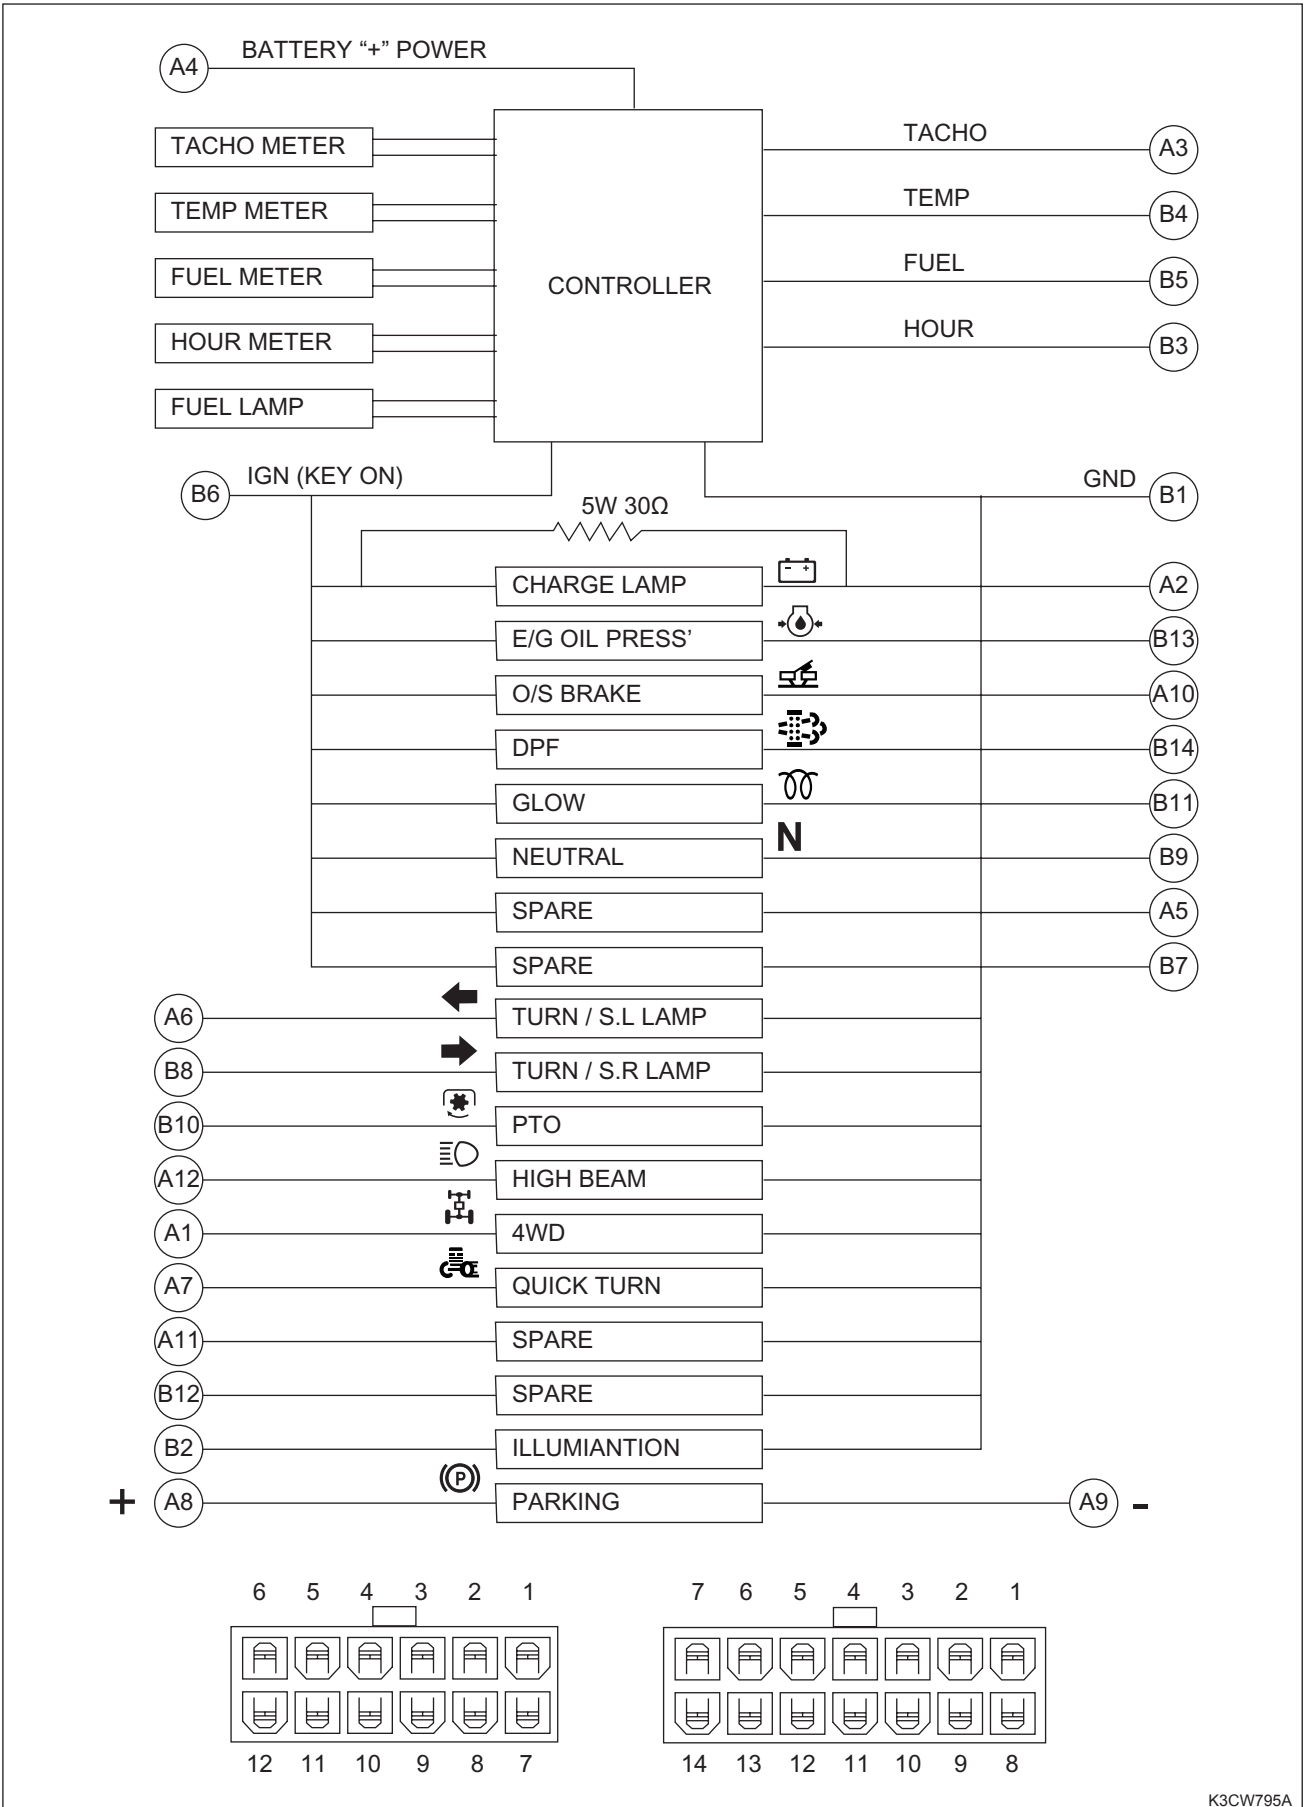 A4 BATTERY “+” POWER
TACHO METER TACHO A3
TEMP METER TEMP B4
FUEL METER FUEL B5
CONTROLLER
HOUR METER HOUR B3
FUEL LAMP
B6 IGN (KEY ON) GND B1
5W 30Ω
CHARGE LAMP - + A2
E/G OIL PRESS’ B13
O/S BRAKE A10
DPF B14
GLOW B11
N
NEUTRAL B9
SPARE A5
SPARE B7
A6 TURN / S.L LAMP
B8 TURN / S.R LAMP
B10 PTO
A12 HIGH BEAM
A1 4WD
A7 QUICK TURN
A11 SPARE
B12 SPARE
B2 ILLUMIANTION
(P)
+ A8 PARKING A9 -
6 5 4 3 2 1 7 6 5 4 3 2 1
12 11 10 9 8 7 14 13 12 11 10 9 8
K3CW795A